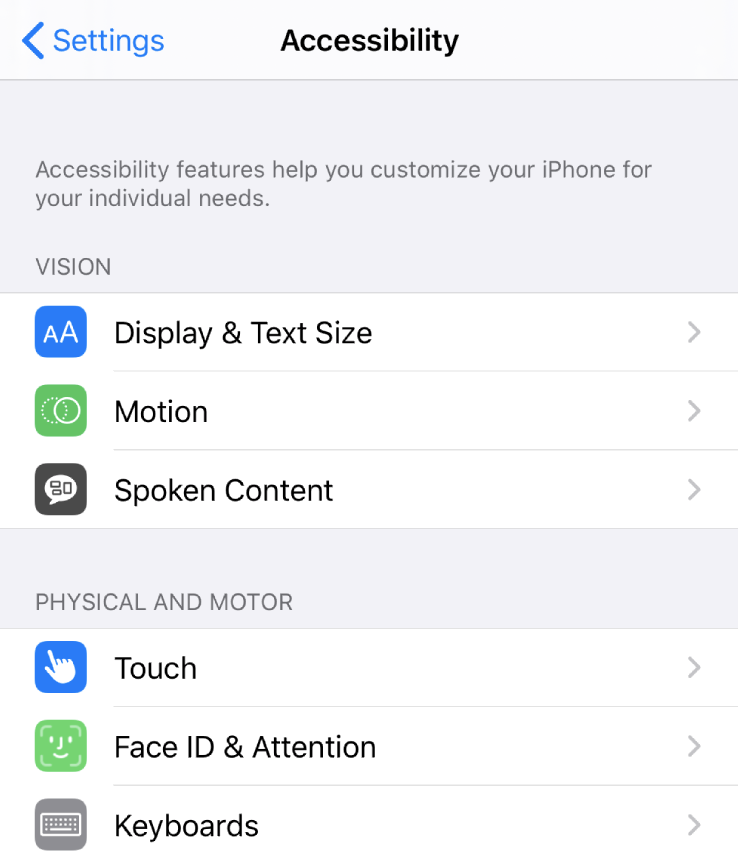 Settings
Accessibility
Accessibility features help you customize your iPhone for
your individual needs.
VISION
AA Display & Text Size
Motion
Spoken Content
PHYSICAL AND MOTOR
Touch
Face ID & Attention
Keyboards